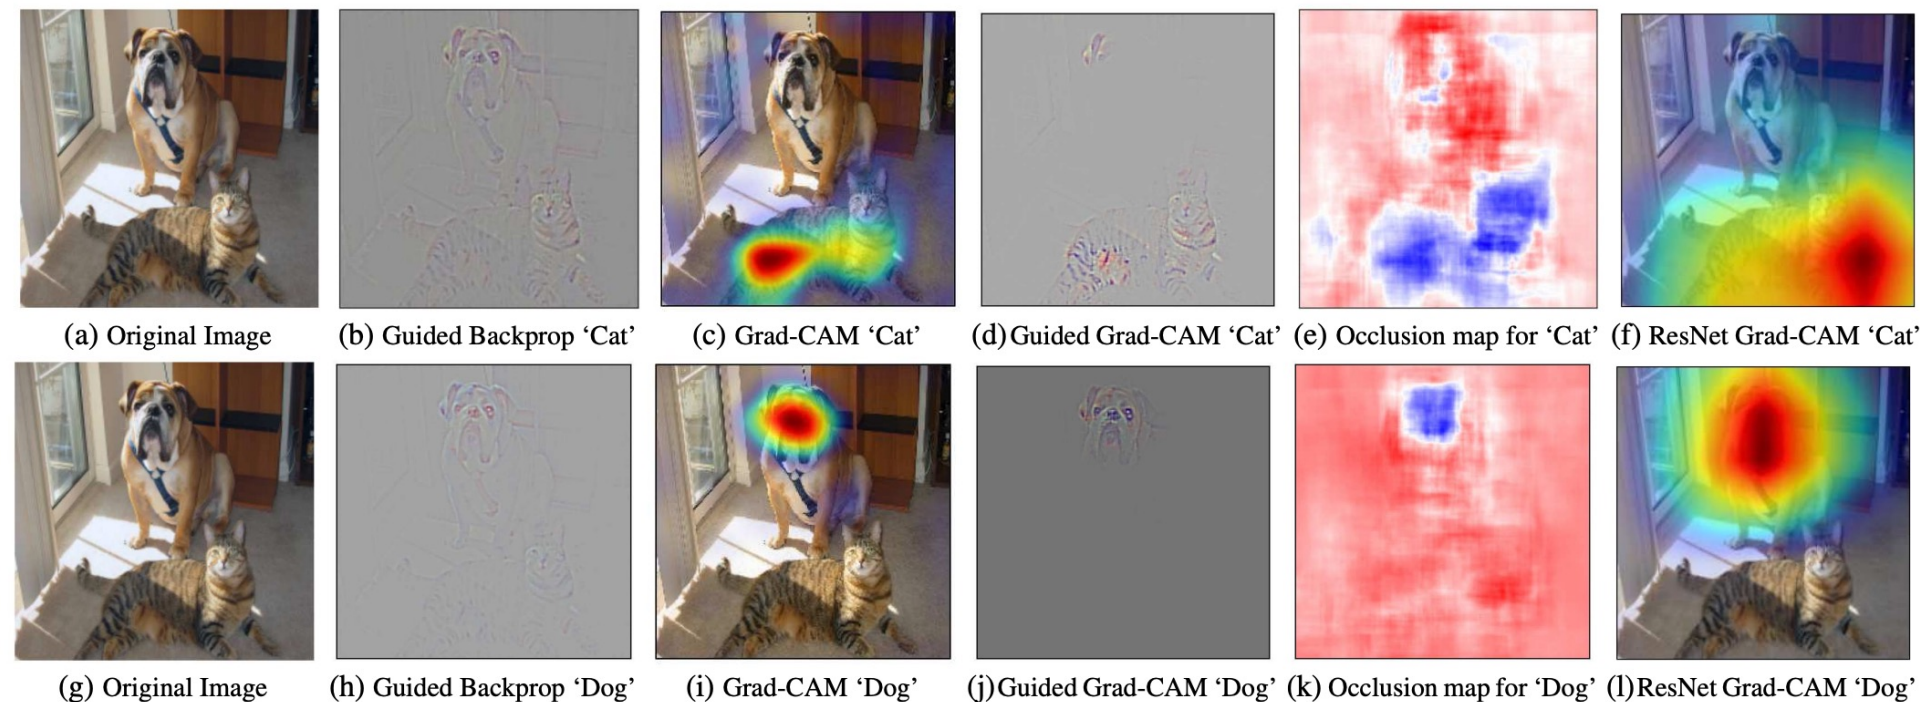 (a) Original Image
(b) Guided Backprop ‘Cat’
(c) Grad-CAM ‘Cat’
(d) Guided Grad-CAM ‘Cat’
(e) Occlusion map for ‘Cat’
(f) ResNet Grad-CAM ‘Cat’
(g) Original Image
(h) Guided Backprop ‘Dog’
(i) Grad-CAM ‘Dog’
(j) Guided Grad-CAM ‘Dog’
(k) Occlusion map for ‘Dog’
(l) ResNet Grad-CAM ‘Dog’